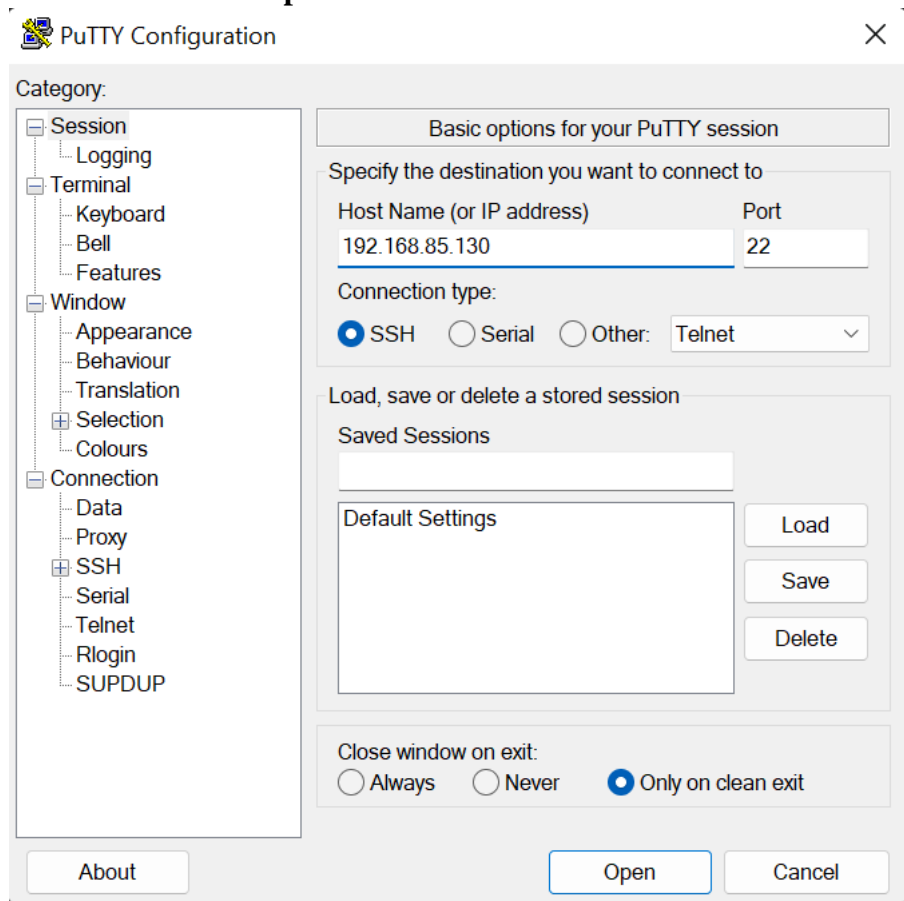 PuTTY Configuration
Category:
Session
Logging
Terminal
Keyboard
Bell
Features
Window
Appearance
Behaviour
Translation
Selection
Colours
Connection
Data
Proxy
SSH
Serial
Telnet
Rlogin
SUPDUP
Basic options for your PuTTY session
Specify the destination you want to connect to
Host Name (or IP address) Port
192.168.85.130 22
Connection type:
SSH Serial Other: Telnet
Load, save or delete a stored session
Saved Sessions
Default Settings
Load
Save
Delete
Close window on exit:
Always Never Only on clean exit
About Open Cancel